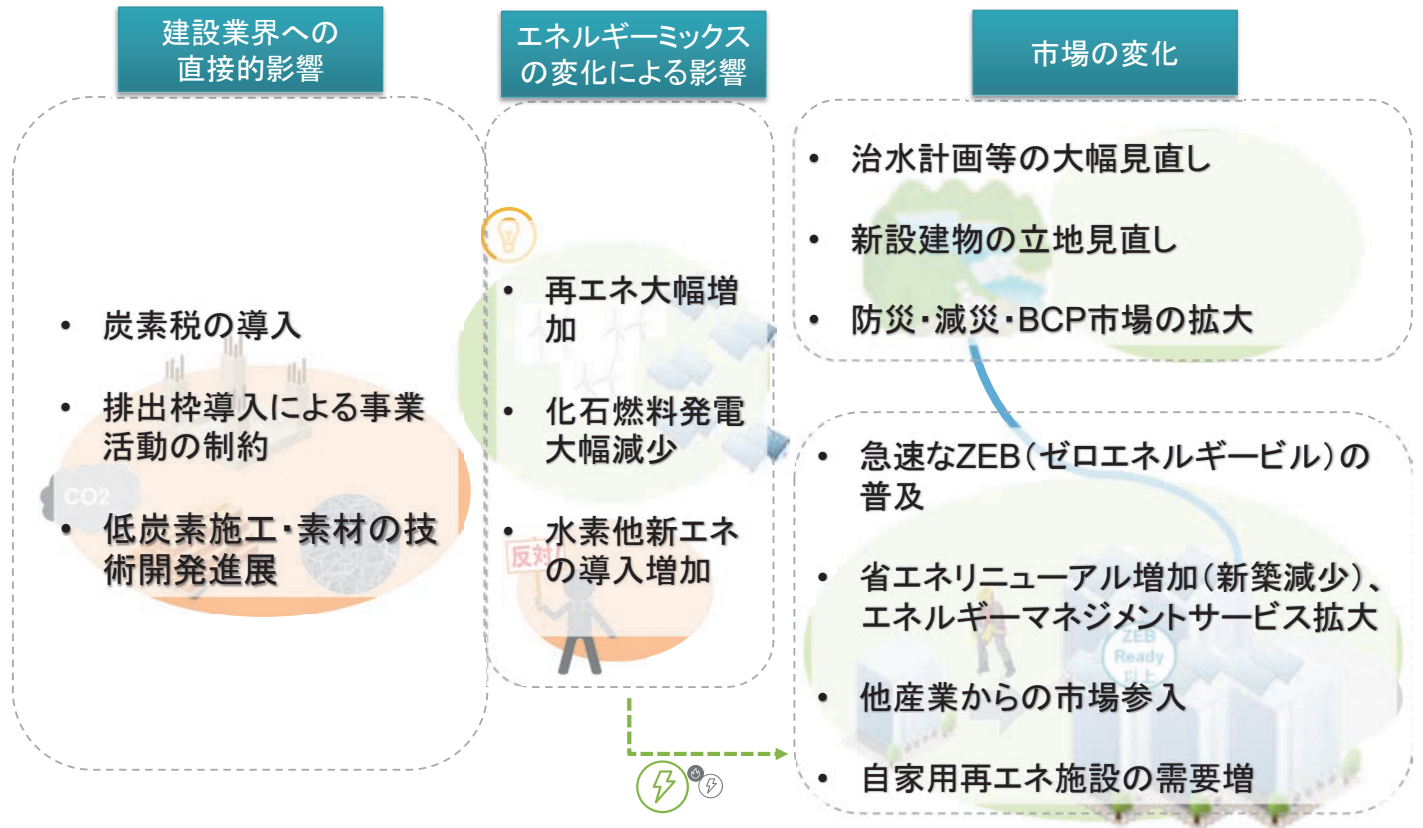 建設業界への
直接的影響
エネルギーミックス
の変化による影響
市場の変化
• 炭素税の導入
• 排出枠導入による事業
活動の制約
• 低炭素施工・素材の技
術開発進展
CO2
• 再エネ大幅増
加
• 化石燃料発電
大幅減少
• 水素他新エネ
の導入増加
反対!
• 治水計画等の大幅見直し
• 新設建物の立地見直し
• 防災・減災・BCP市場の拡大
• 急速なZEB(ゼロエネルギービル)の
普及
• 省エネリニューアル増加(新築減少)、
エネルギーマネジメントサービス拡大
• 他産業からの市場参入
• 自家用再エネ施設の需要増
ZEB
Ready
以上